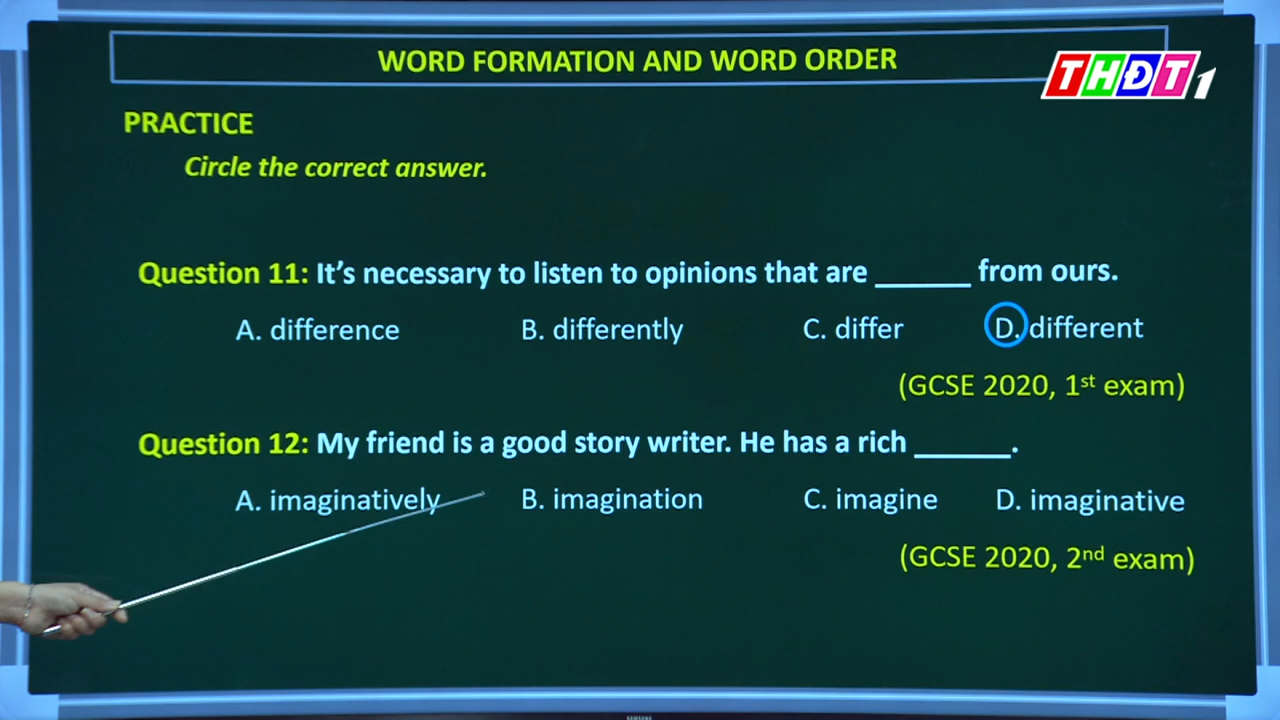 WORD FORMATION AND WORD ORDER
THĐT1
PRACTICE
Circle the correct answer.
Question 11: It's necessary to listen to opinions that are ______ from ours.
A. difference B. differently C. differ D. different
(GCSE 2020, 1st exam)
Question 12: My friend is a good story writer. He has a rich ______.
A. imaginatively B. imagination C. imagine D. imaginative
(GCSE 2020, 2nd exam)